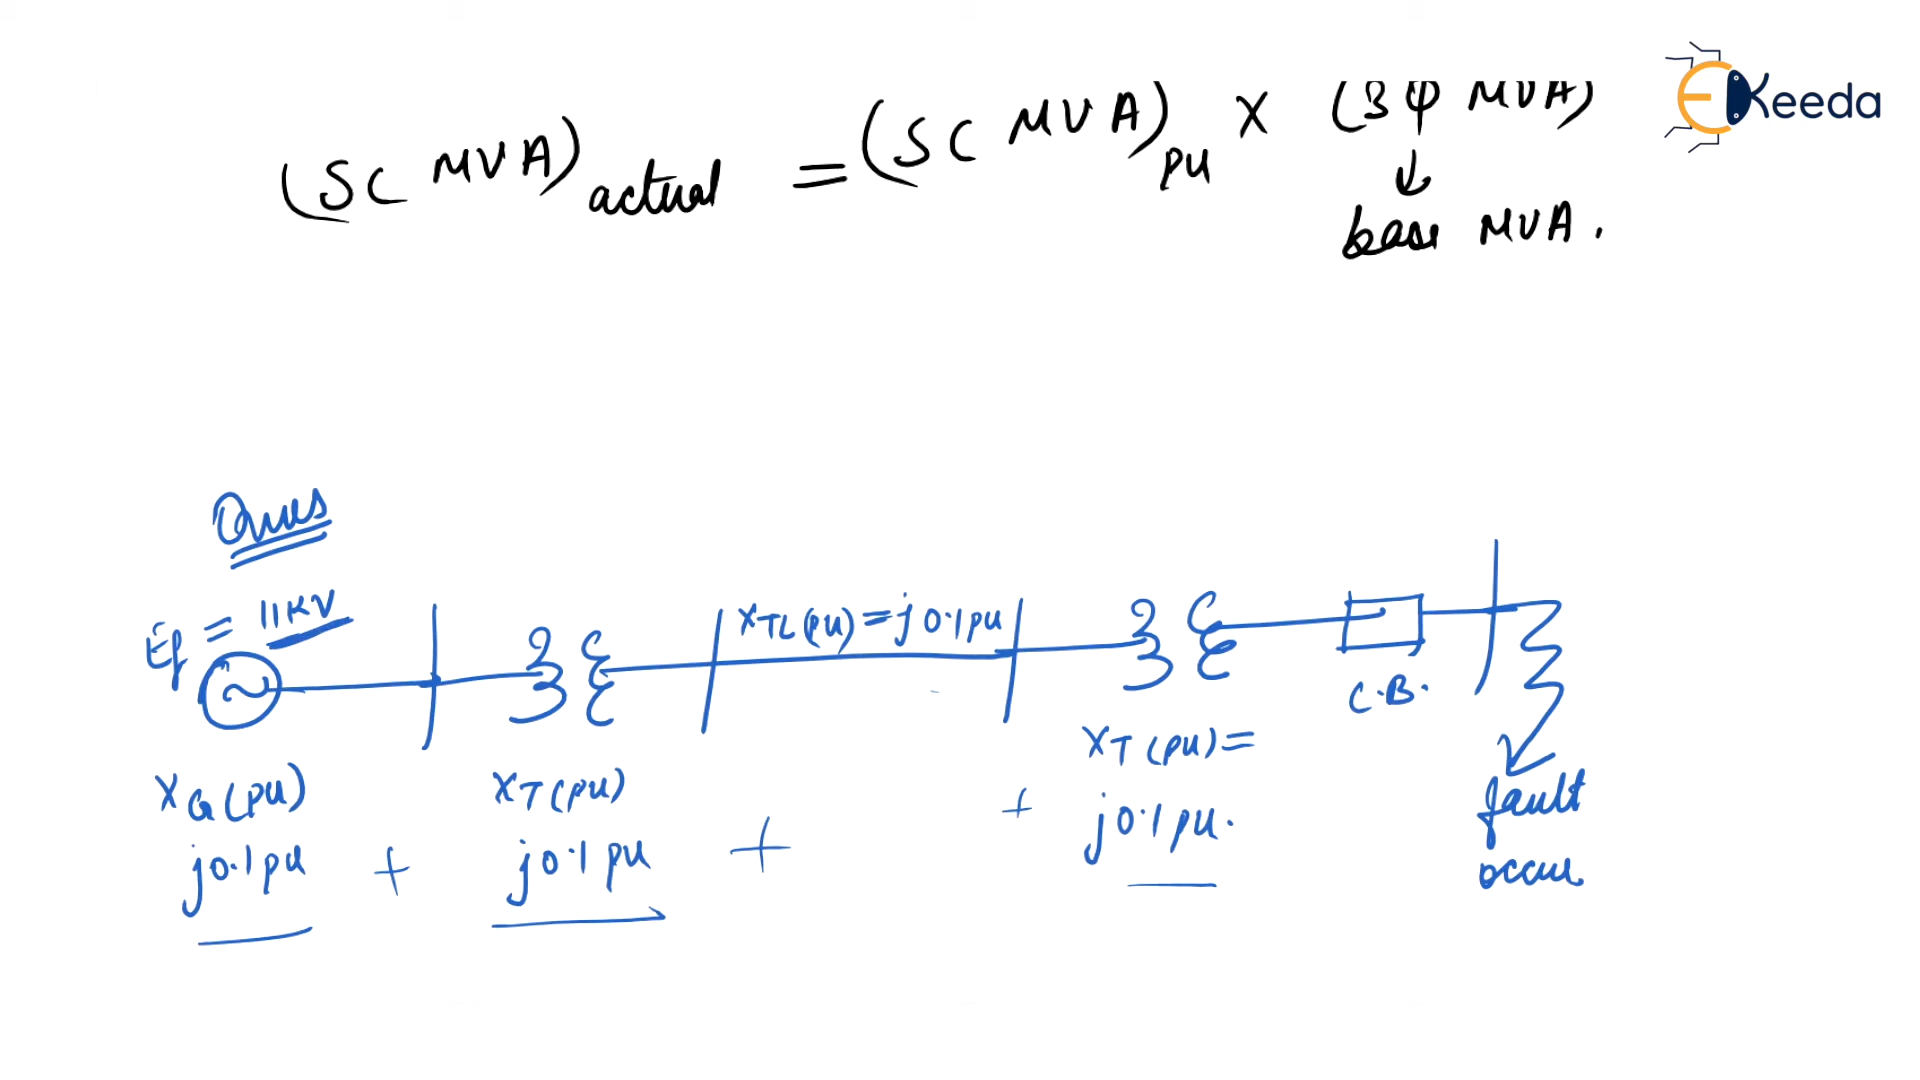 EKeeda
(SC MVA)actual = (SC MVA)pu X (3φ MVA)
↓
base MVA.
Ques
Ef = 11KV
XTL(pu) = j0.1pu
C.B.
XG(pu)
j0.1pu
+
XT(pu)
j0.1pu
+
+
XT(pu) =
j0.1pu.
fault
occur